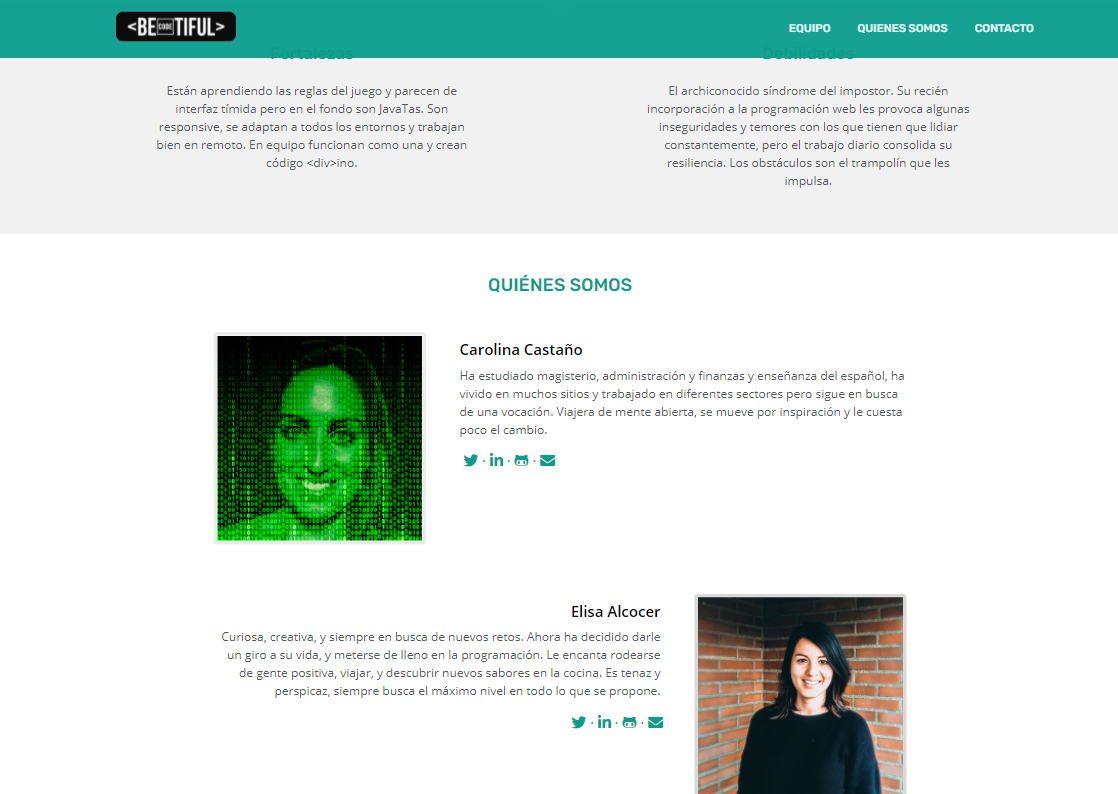 <BE CODE TIFUL>
EQUIPO
QUIENES SOMOS
CONTACTO
Fortalezas
Están aprendiendo las reglas del juego y parecen de
interfaz tímida pero en el fondo son JavaTas. Son
responsive, se adaptan a todos los entornos y trabajan
bien en remoto. En equipo funcionan como una y crean
código <div>ino.
Debilidades
El archiconocido síndrome del impostor. Su recién
incorporación a la programación web les provoca algunas
inseguridades y temores con los que tienen que lidiar
constantemente, pero el trabajo diario consolida su
resiliencia. Los obstáculos son el trampolín que les
impulsa.
QUIÉNES SOMOS
Carolina Castaño
Ha estudiado magisterio, administración y finanzas y enseñanza del español, ha
vivido en muchos sitios y trabajado en diferentes sectores pero sigue en busca
de una vocación. Viajera de mente abierta, se mueve por inspiración y le cuesta
poco el cambio.
Elisa Alcocer
Curiosa, creativa, y siempre en busca de nuevos retos. Ahora ha decidido darle
un giro a su vida, y meterse de lleno en la programación. Le encanta rodearse
de gente positiva, viajar, y descubrir nuevos sabores en la cocina. Es tenaz y
perspicaz, siempre busca el máximo nivel en todo lo que se propone.